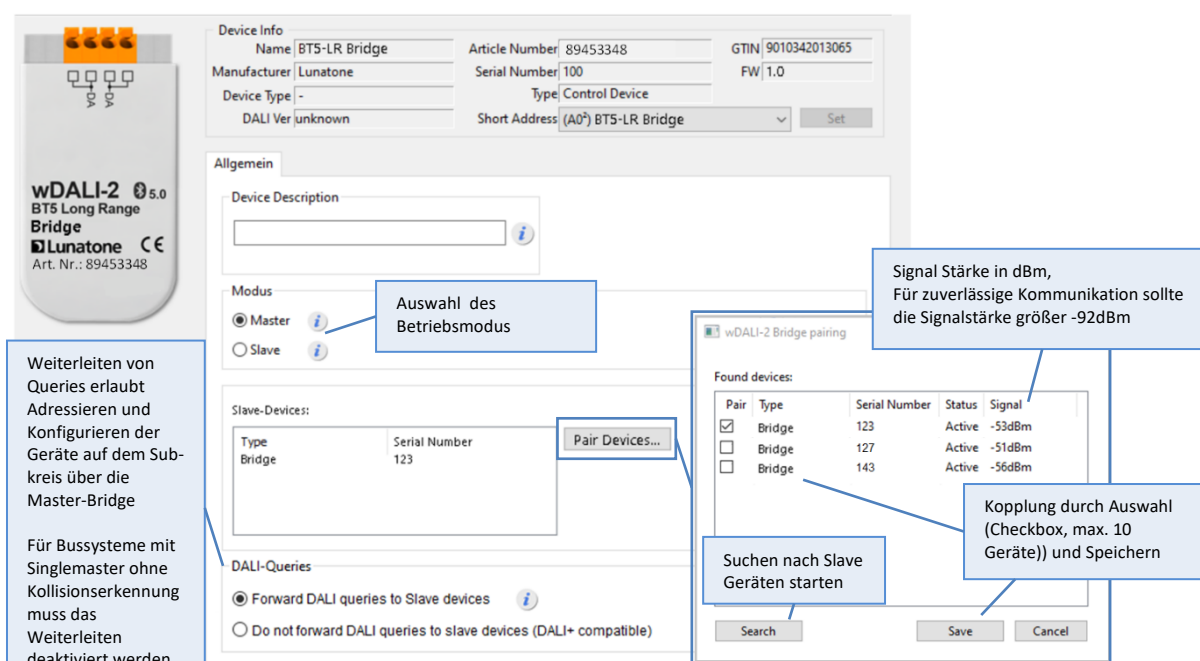 DA
DA
wDALI-2 5.0
BT5 Long Range
Bridge
Lunatone CE
Art. Nr.: 89453348
Device Info
Name BT5-LR Bridge Article Number 89453348 GTIN 9010342013065
Manufacturer Lunatone Serial Number 100 FW 1.0
Device Type - Type Control Device
DALI Ver unknown Short Address (A0²) BT5-LR Bridge Set
Allgemein
Device Description
i
Modus
Master i
Slave i
Auswahl des
Betriebsmodus
Signal Stärke in dBm,
Für zuverlässige Kommunikation sollte
die Signalstärke größer -92dBm
Weiterleiten von
Queries erlaubt
Adressieren und
Konfigurieren der
Geräte auf dem Sub-
kreis über die
Master-Bridge
Für Bussysteme mit
Singlemaster ohne
Kollisionserkennung
muss das
Weiterleiten
deaktiviert werden
Slave-Devices:
Type Serial Number
Bridge 123
Pair Devices...
DALI-Queries
Forward DALI queries to Slave devices i
Do not forward DALI queries to slave devices (DALI+ compatible)
wDALI-2 Bridge pairing
Found devices:
Pair Type Serial Number Status Signal
Bridge 123 Active -53dBm
Bridge 127 Active -51dBm
Bridge 143 Active -56dBm
Kopplung durch Auswahl
(Checkbox, max. 10
Geräte)) und Speichern
Suchen nach Slave
Geräten starten
Search Save Cancel